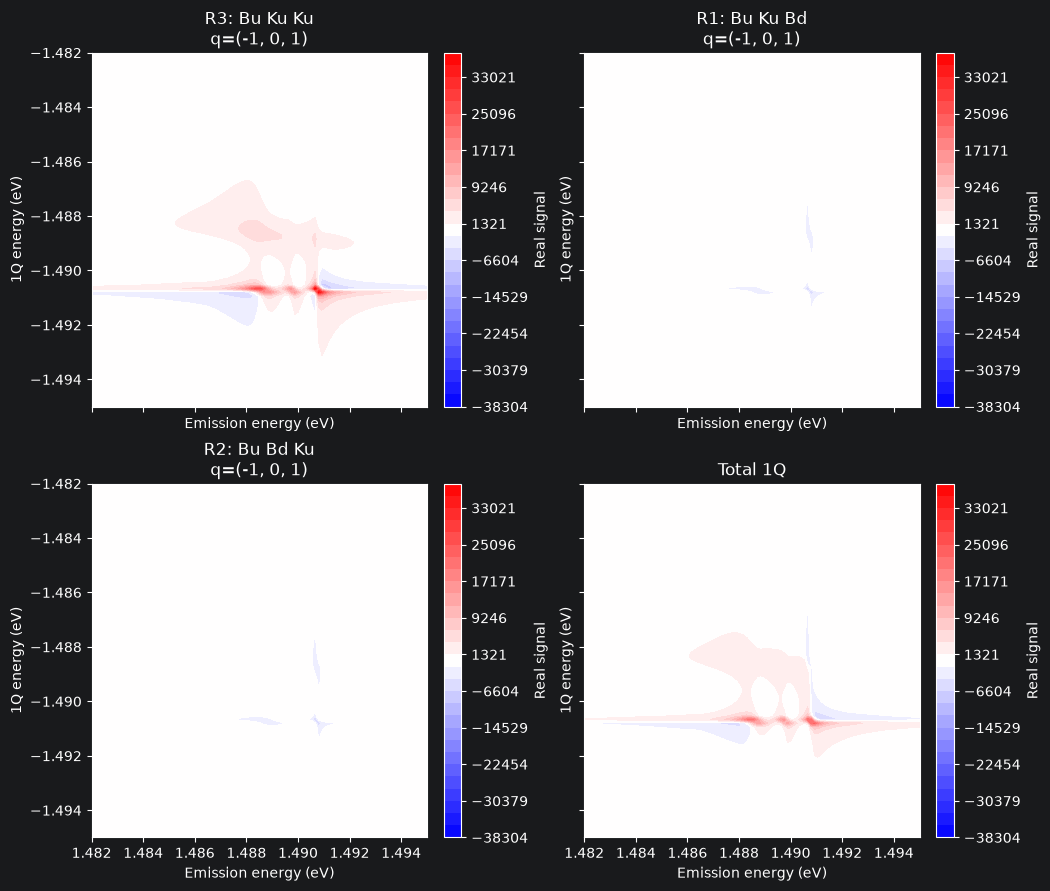 R3: Bu Ku Ku
q=(-1, 0, 1)
−1.482
−1.484
−1.486
−1.488
−1.490
−1.492
−1.494
1Q energy (eV)
Emission energy (eV)
33021
25096
17171
9246
1321
−6604
−14529
−22454
−30379
−38304
Real signal
R1: Bu Ku Bd
q=(-1, 0, 1)
1Q energy (eV)
Emission energy (eV)
33021
25096
17171
9246
1321
−6604
−14529
−22454
−30379
−38304
Real signal
R2: Bu Bd Ku
q=(-1, 0, 1)
−1.482
−1.484
−1.486
−1.488
−1.490
−1.492
−1.494
1Q energy (eV)
1.482 1.484 1.486 1.488 1.490 1.492 1.494
Emission energy (eV)
33021
25096
17171
9246
1321
−6604
−14529
−22454
−30379
−38304
Real signal
Total 1Q
1Q energy (eV)
1.482 1.484 1.486 1.488 1.490 1.492 1.494
Emission energy (eV)
33021
25096
17171
9246
1321
−6604
−14529
−22454
−30379
−38304
Real signal